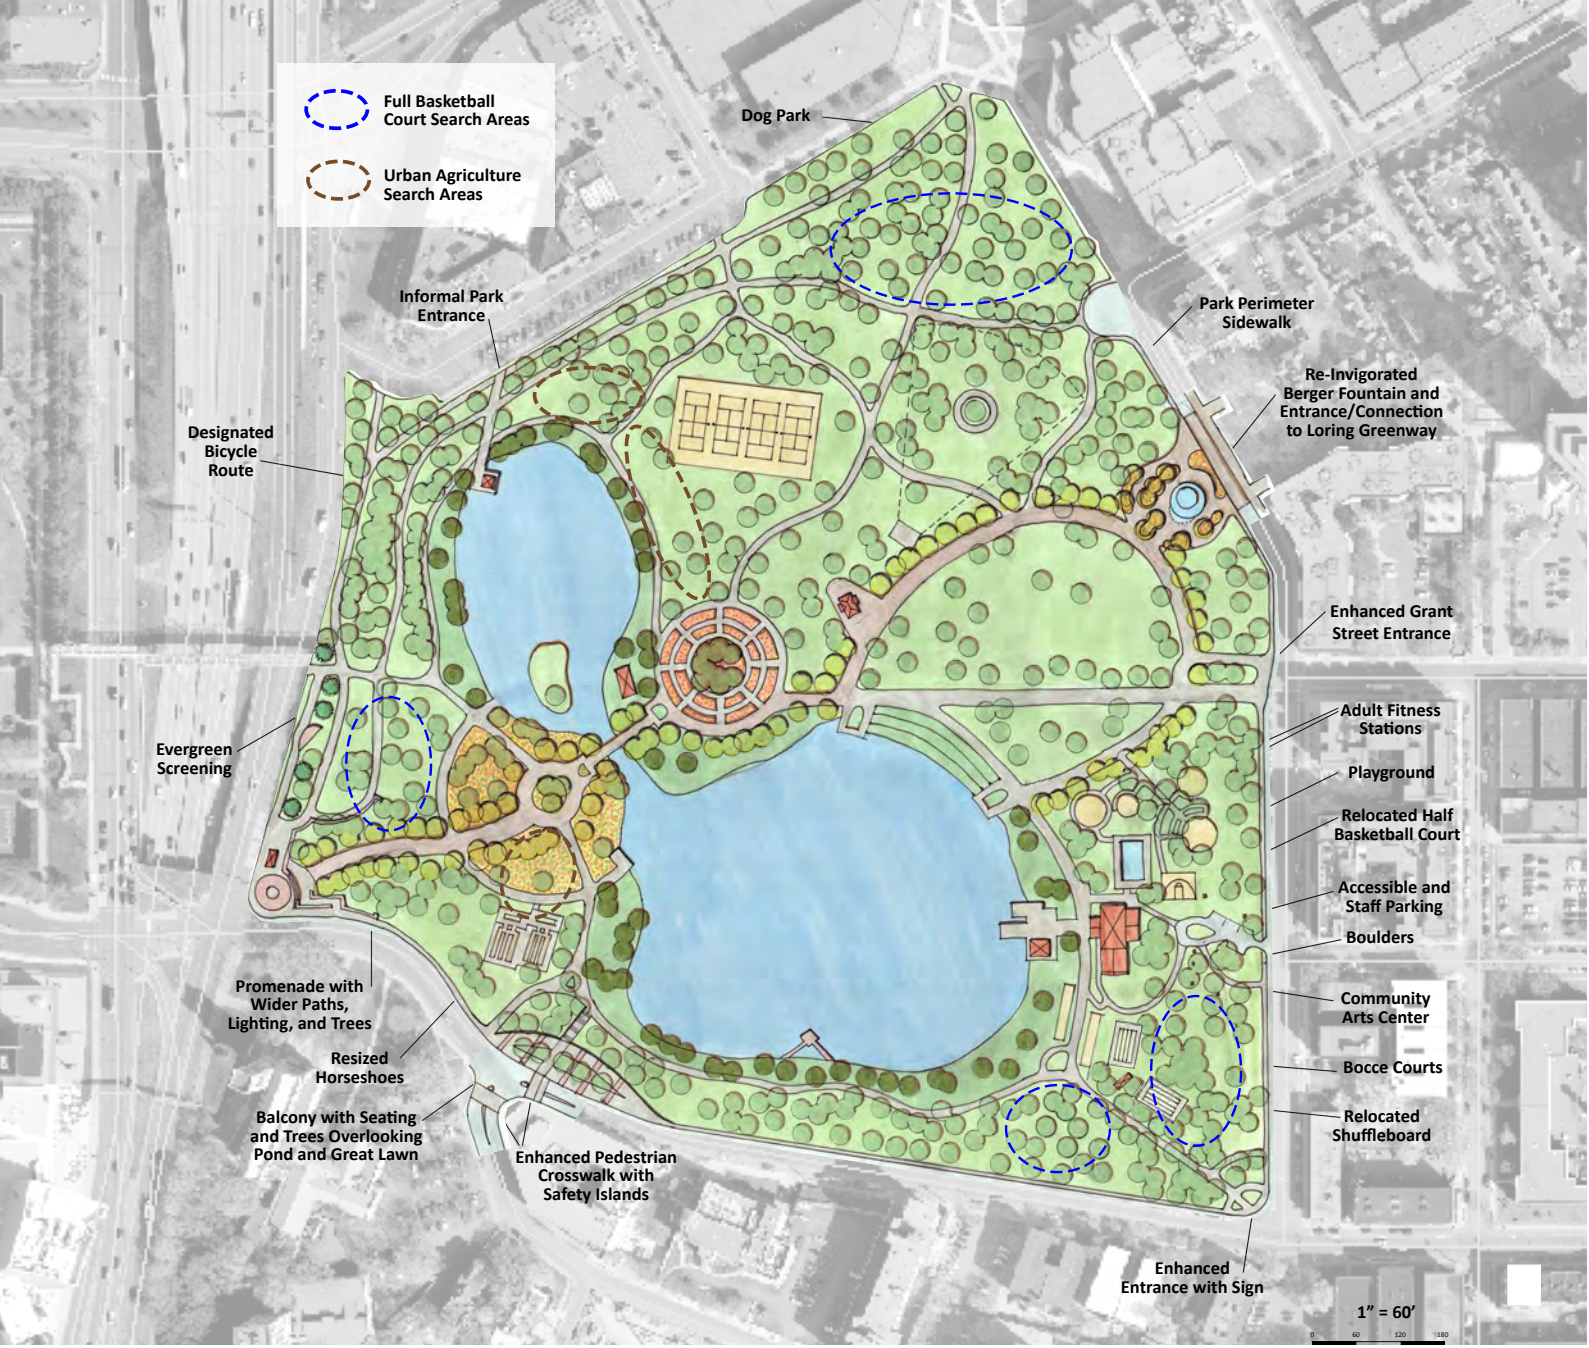 Full Basketball
Court Search Areas
Urban Agriculture
Search Areas
Dog Park
Informal Park
Entrance
Designated
Bicycle
Route
Evergreen
Screening
Promenade with
Wider Paths,
Lighting, and Trees
Resized
Horseshoes
Balcony with Seating
and Trees Overlooking
Pond and Great Lawn
Enhanced Pedestrian
Crosswalk with
Safety Islands
Park Perimeter
Sidewalk
Re-Invigorated
Berger Fountain and
Entrance/Connection
to Loring Greenway
Enhanced Grant
Street Entrance
Adult Fitness
Stations
Playground
Relocated Half
Basketball Court
Accessible and
Staff Parking
Boulders
Community
Arts Center
Bocce Courts
Relocated
Shuffleboard
Enhanced
Entrance with Sign
1” = 60’
0 60 120 180